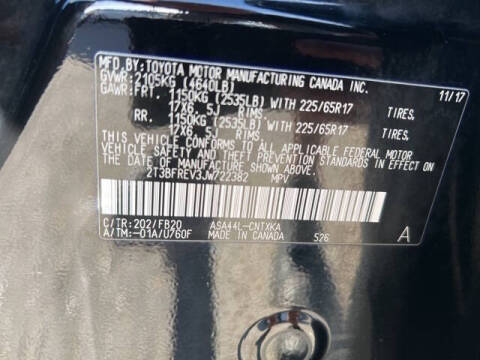 MFD.BY:TOYOTA MOTOR MANUFACTURING CANADA INC.
GVWR:2105KG (4640LB) 11/17
GAWR:FRT. 1150KG (2535LB) WITH 225/65R17 TIRES.
17X6.5J RIMS.
RR. 1150KG (2535LB) WITH 225/65R17 TIRES.
17X6.5J RIMS.
THIS VEHICLE CONFORMS TO ALL APPLICABLE FEDERAL MOTOR
VEHICLE SAFETY AND THEFT PREVENTION STANDARDS IN EFFECT
ON THE DATE OF MANUFACTURE SHOWN ABOVE.
2T3BFREV3JW722382 MPV
C/TR:202/FB20 ASA44L-CNTXKA
A/TM:-01A/U760F MADE IN CANADA 526 A